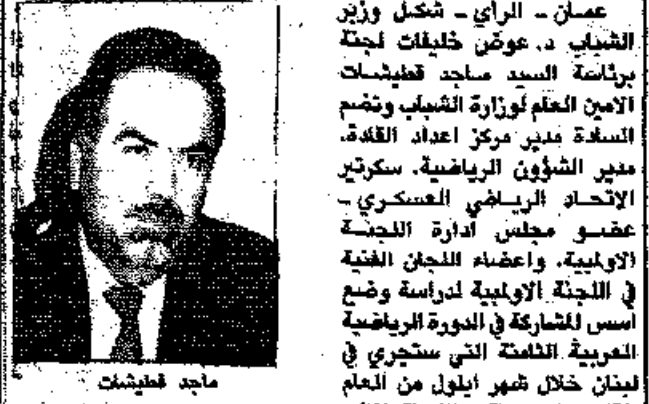 عمان - الرأي - شكل وزير
الشباب د. عوض خليفات لجنة
برئاسة السيد ماجد قطيشات
الامين العام لوزارة الشباب وتضم
السادة مدير مركز اعداد القادة،
مدير الشؤون الرياضية، سكرتير
الاتحاد الرياضي العسكري -
عضو مجلس ادارة اللجنة
الاولمبية، واعضاء اللجان الفنية
في اللجنة الاولمبية لدراسة وضع
اسس للمشاركة في الدورة الرياضية
العربية الثامنة التي ستجري في
لبنان خلال شهر ايلول من العام
ماجد قطيشات